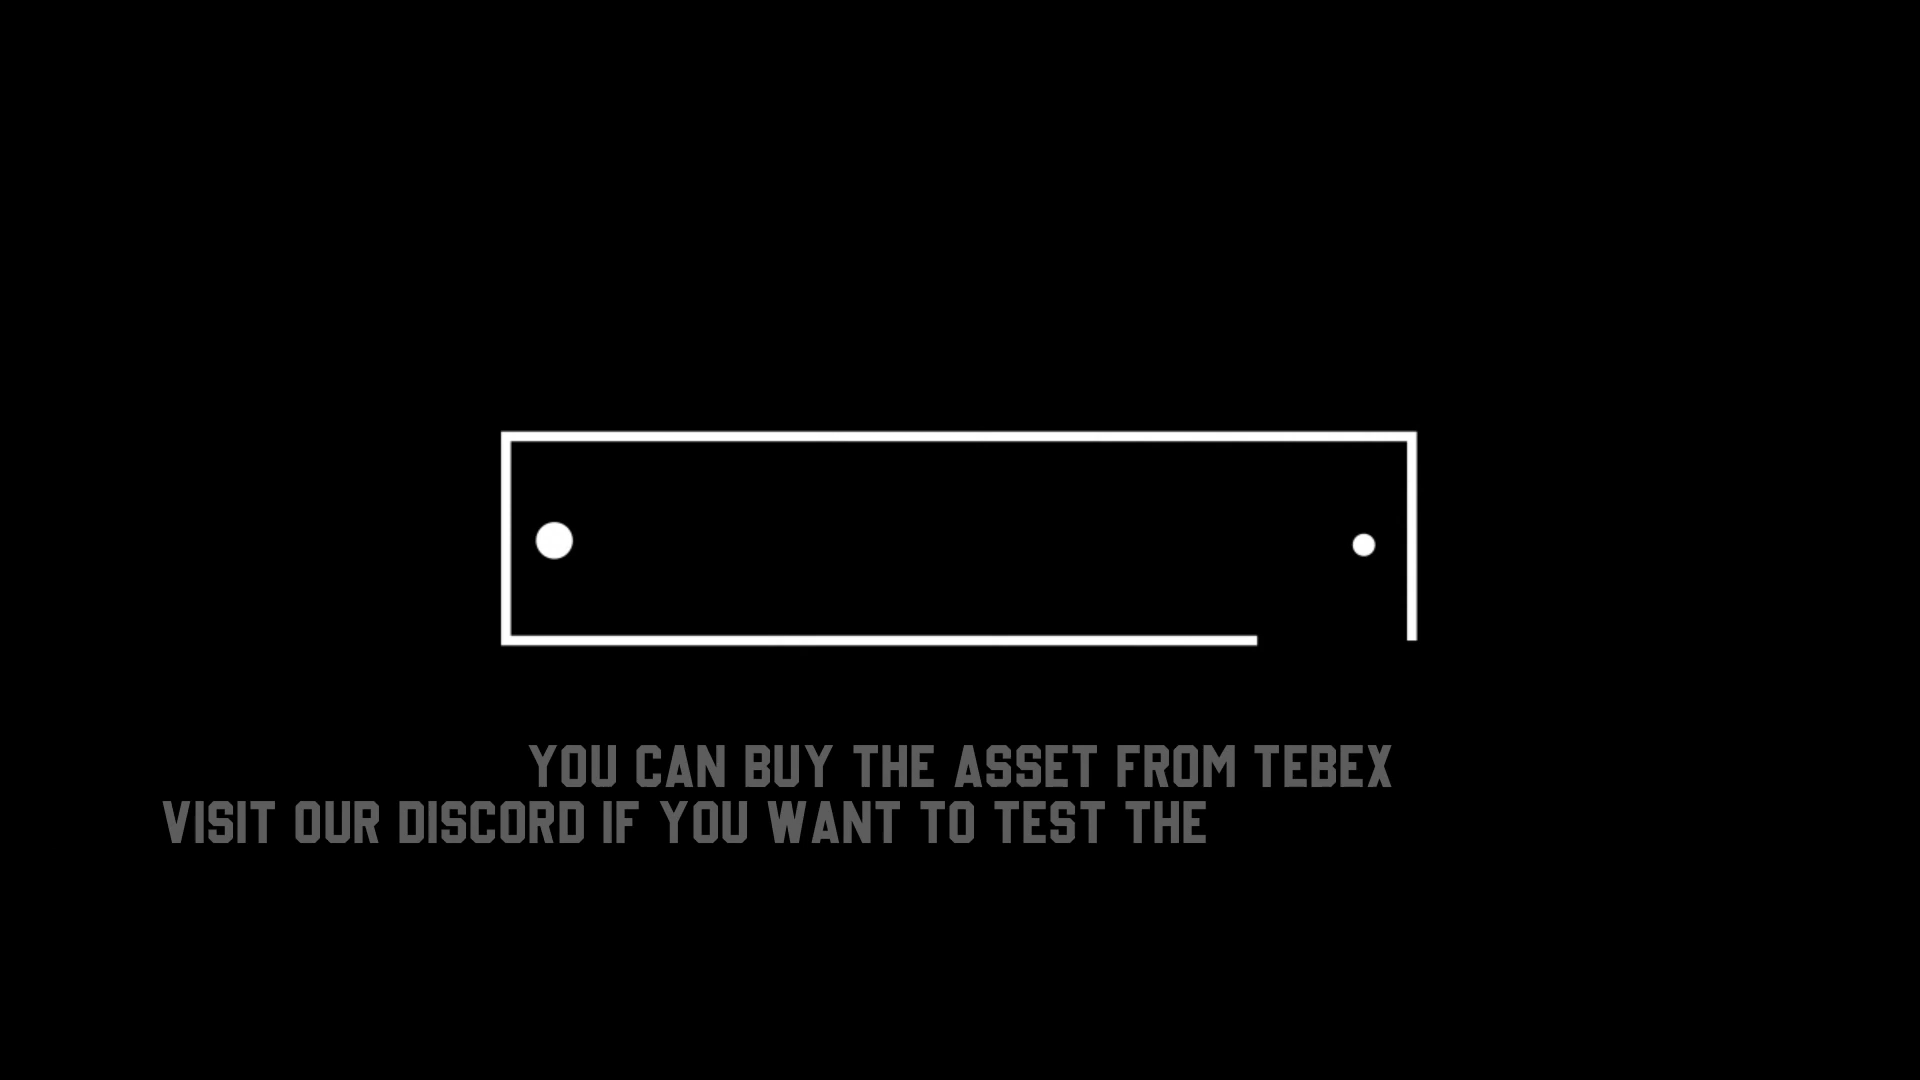 YOU CAN BUY THE ASSET FROM TEBEX
VISIT OUR DISCORD IF YOU WANT TO TEST THE